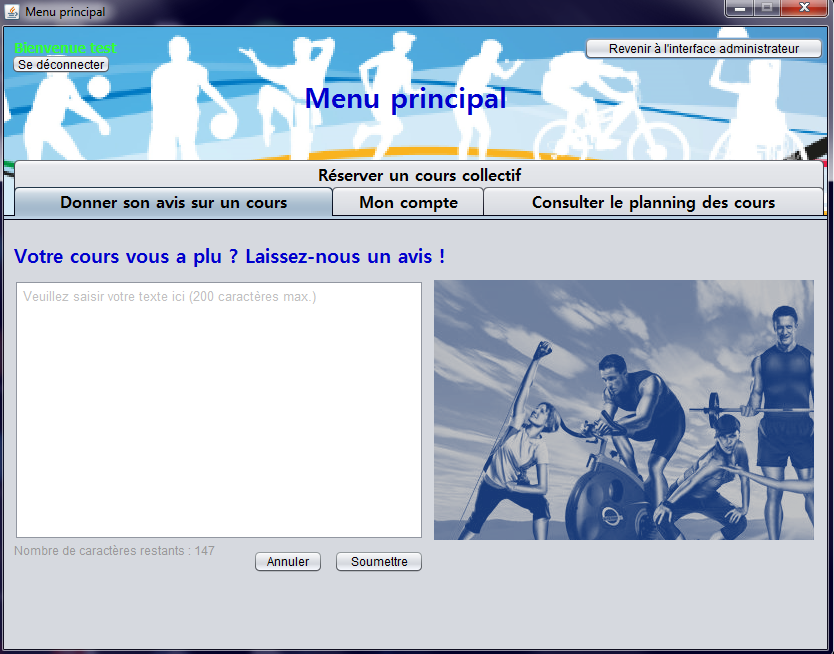 Menu principal
Bienvenue test
Revenir à l'interface administrateur
Se déconnecter
Menu principal
Réserver un cours collectif
Donner son avis sur un cours
Mon compte
Consulter le planning des cours
Votre cours vous a plu ? Laissez-nous un avis !
Veuillez saisir votre texte ici (200 caractères max.)
Nombre de caractères restants : 147
Annuler
Soumettre